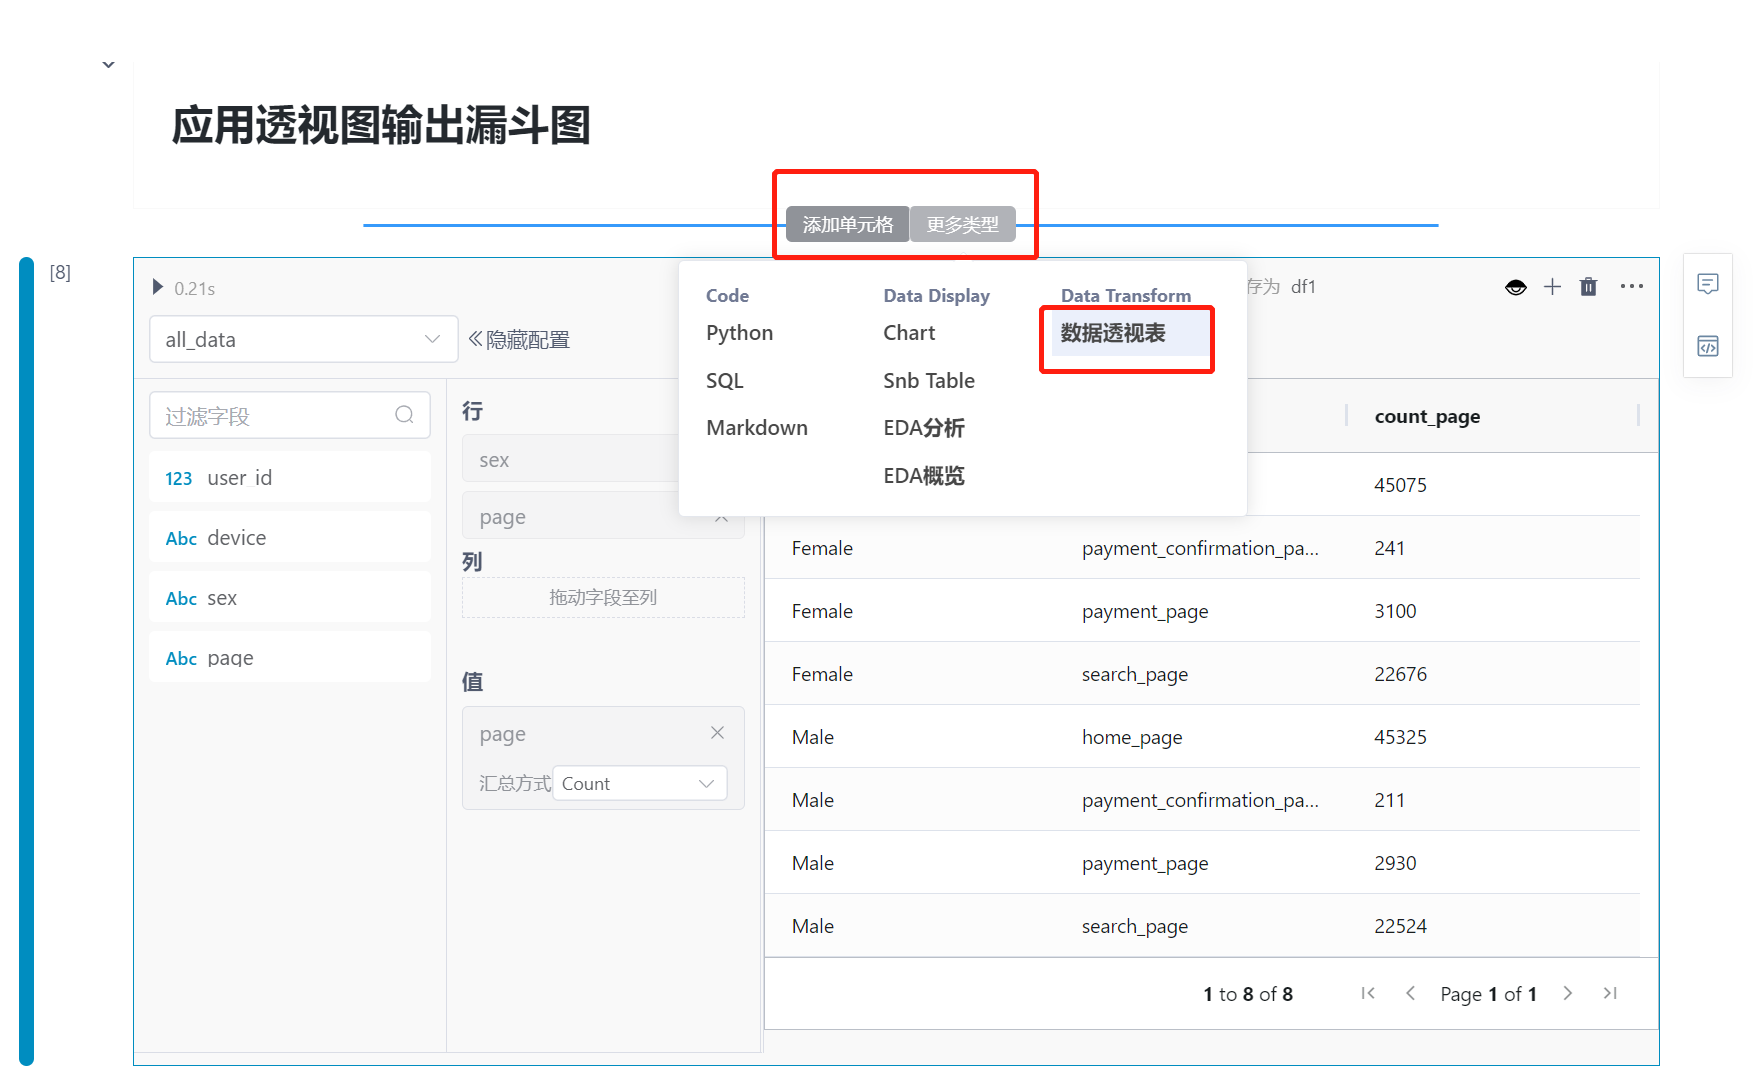 应用透视图输出漏斗图
添加单元格 更多类型
[8]
0.21s
存为 df1
all_data
《隐藏配置
Code
Python
SQL
Markdown
Data Display
Chart
Snb Table
EDA分析
EDA概览
Data Transform
数据透视表
过滤字段
123 user_id
Abc device
Abc sex
Abc page
行
sex
page
列
拖动字段至列
值
page
汇总方式 Count
count_page
45075
Female payment_confirmation_pa... 241
Female payment_page 3100
Female search_page 22676
Male home_page 45325
Male payment_confirmation_pa... 211
Male payment_page 2930
Male search_page 22524
1 to 8 of 8 Page 1 of 1